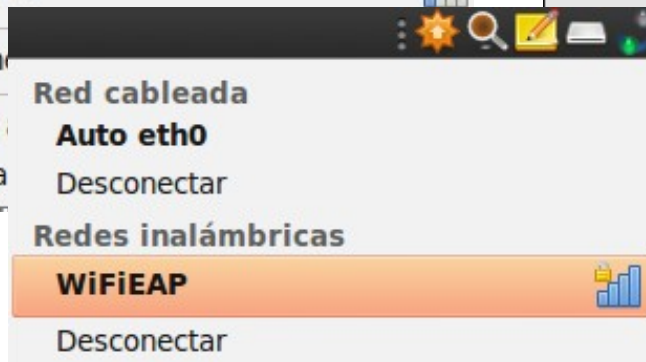 Red cableada
Auto eth0
Desconectar
Redes inalámbricas
WiFiEAP
Desconectar